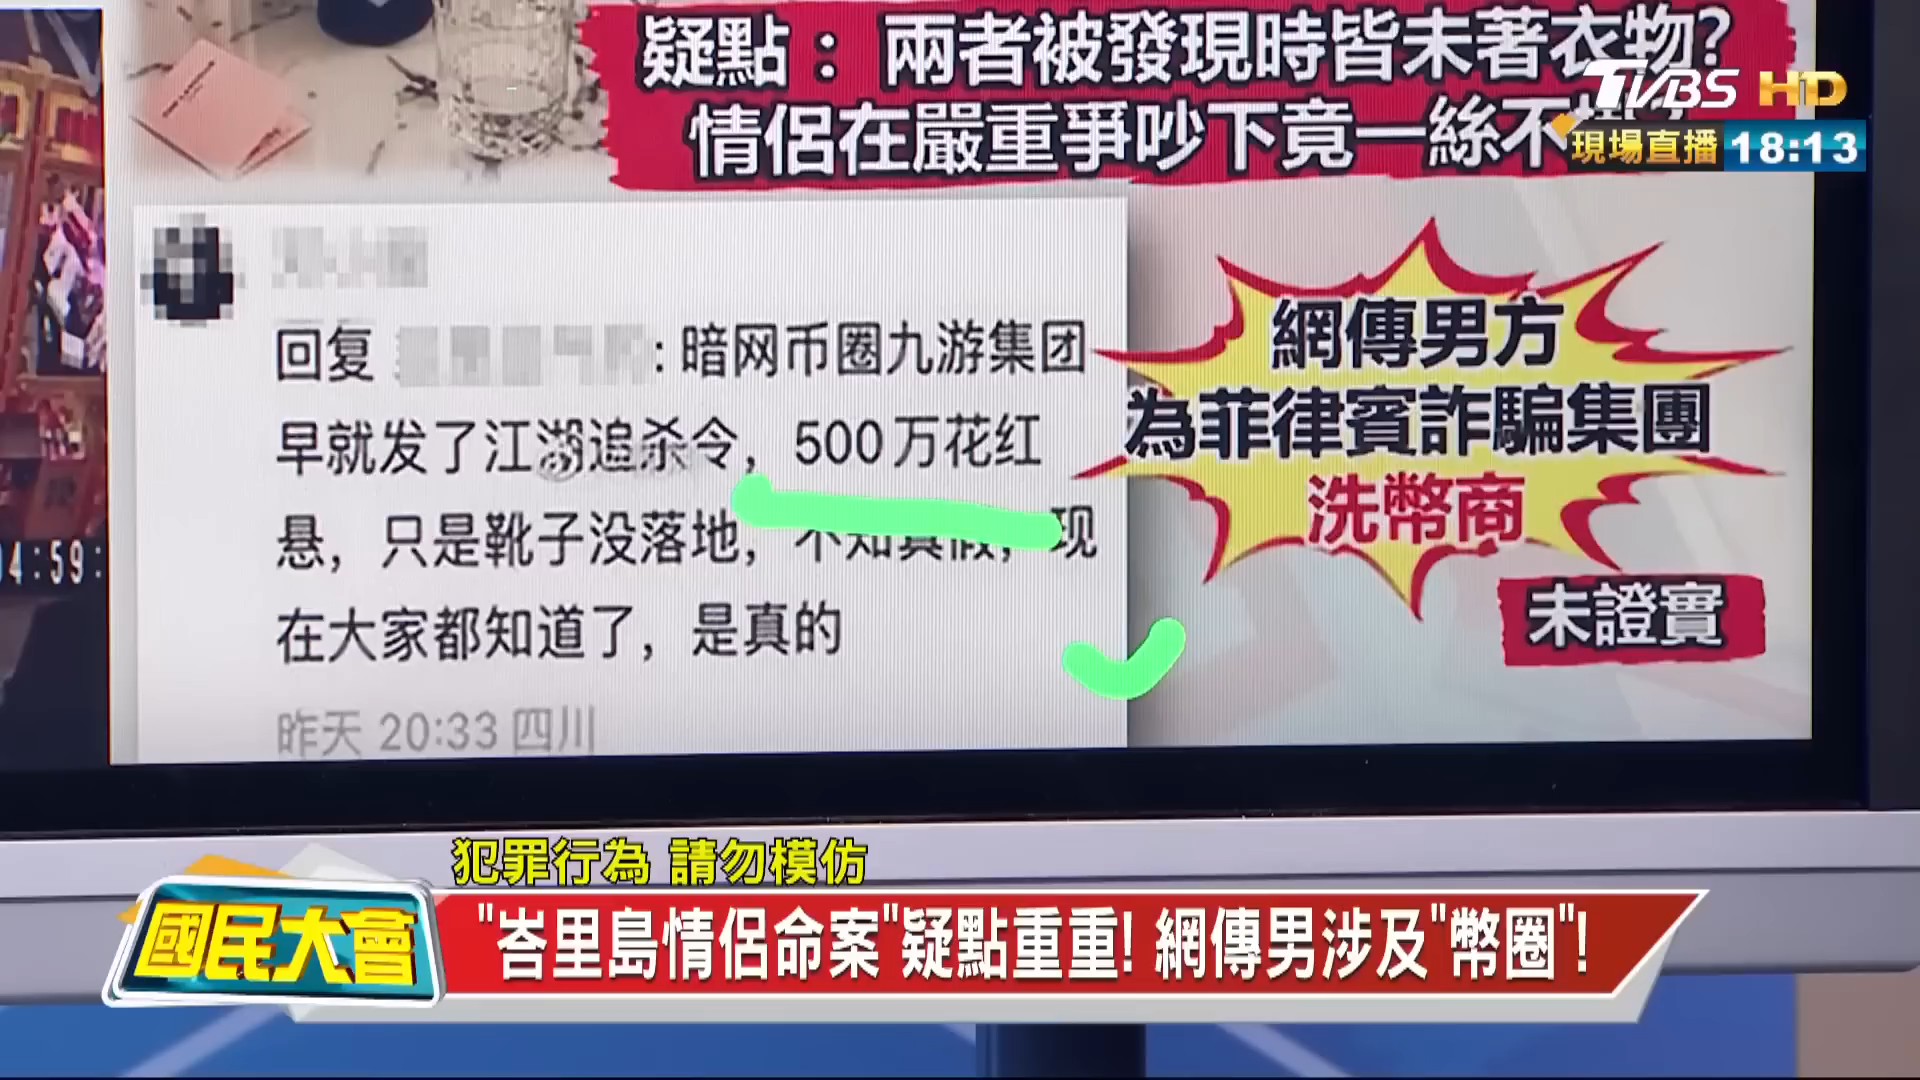 疑點：兩者被發現時皆未著衣物?
情侶在嚴重爭吵下竟一絲不
TVBS HD
現場直播 18:13
回复 : 暗网币圈九游集团
早就发了江湖追杀令，500万花红
悬，只是靴子没落地，不知真假，现
在大家都知道了，是真的
昨天 20:33 四川
網傳男方
為菲律賓詐騙集團
洗幣商
未證實
04:59:
犯罪行為 請勿模仿
國民大會
"峇里島情侶命案"疑點重重! 網傳男涉及"幣圈"!